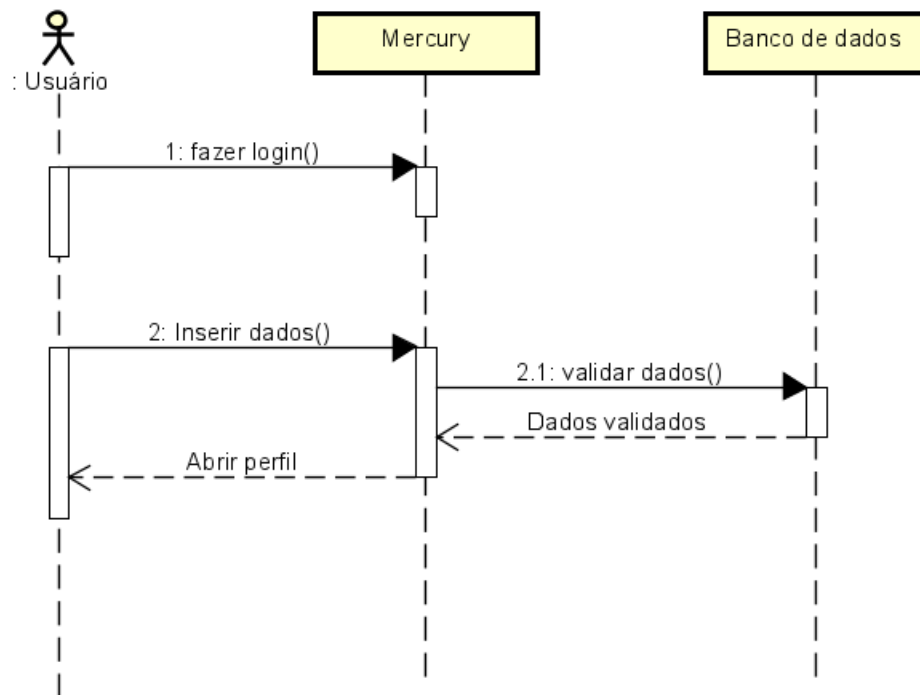 Mercury
Banco de dados
: Usuário
1: fazer login()
2: Inserir dados()
2.1: validar dados()
Dados validados
Abrir perfil